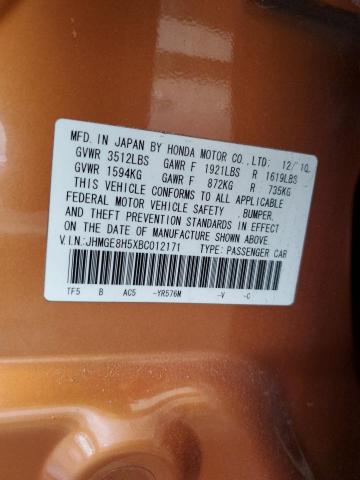 MFD. IN JAPAN BY HONDA MOTOR CO., LTD: 12/ '10
GVWR 3512LBS GAWR F 1921LBS R 1619LBS
GVWR 1594KG GAWR F 872KG R 735KG
THIS VEHICLE CONFORMS TO ALL APPLICABLE
FEDERAL MOTOR VEHICLE SAFETY , BUMPER,
AND THEFT PREVENTION STANDARDS IN EFFECT
ON THE DATE OF MANUFACTURE SHOWN ABOVE.
V.I.N.:JHMGE8H5XBC012171 TYPE: PASSENGER CAR
TF5 B AC5 -YR576M -V -C